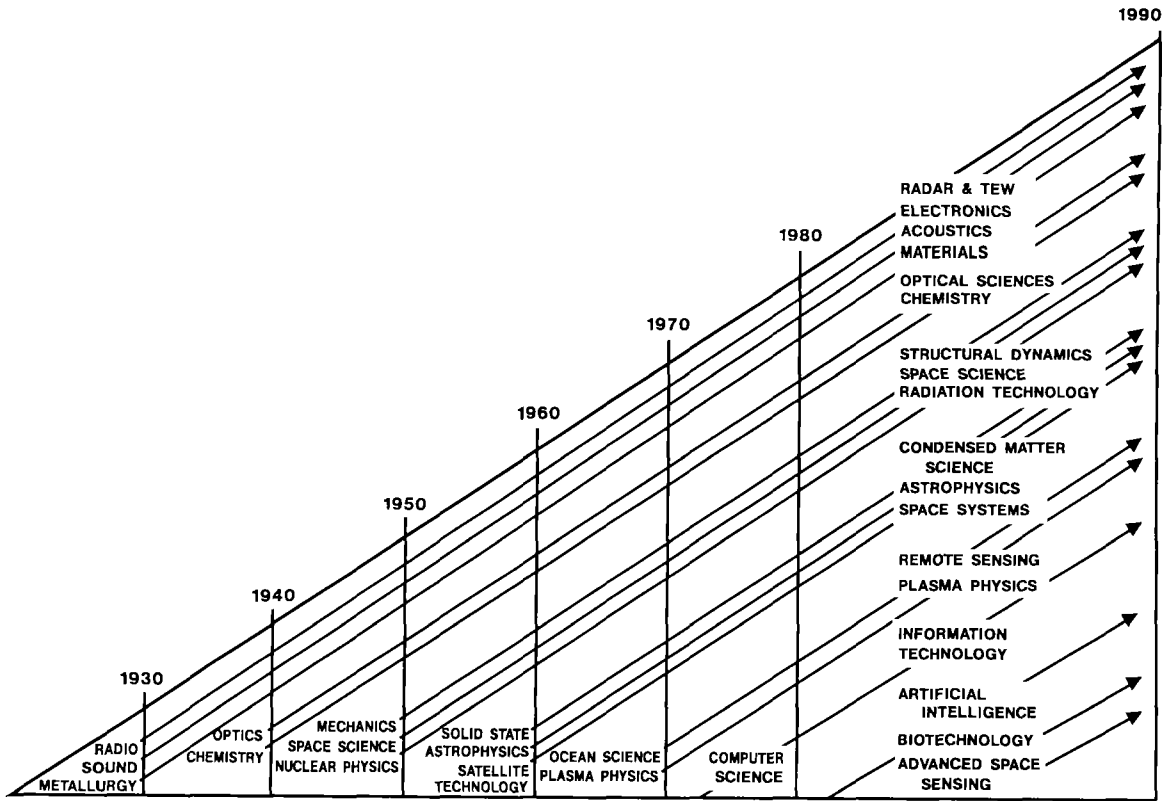 1990
RADAR & TEW
ELECTRONICS
ACOUSTICS
MATERIALS
OPTICAL SCIENCES
CHEMISTRY
STRUCTURAL DYNAMICS
SPACE SCIENCE
RADIATION TECHNOLOGY
CONDENSED MATTER
SCIENCE
ASTROPHYSICS
SPACE SYSTEMS
REMOTE SENSING
PLASMA PHYSICS
INFORMATION
TECHNOLOGY
ARTIFICIAL
INTELLIGENCE
BIOTECHNOLOGY
ADVANCED SPACE
SENSING
1980
1970
1960
1950
1940
1930
RADIO
SOUND
METALLURGY
OPTICS
CHEMISTRY
MECHANICS
SPACE SCIENCE
NUCLEAR PHYSICS
SOLID STATE
ASTROPHYSICS
SATELLITE
TECHNOLOGY
OCEAN SCIENCE
PLASMA PHYSICS
COMPUTER
SCIENCE